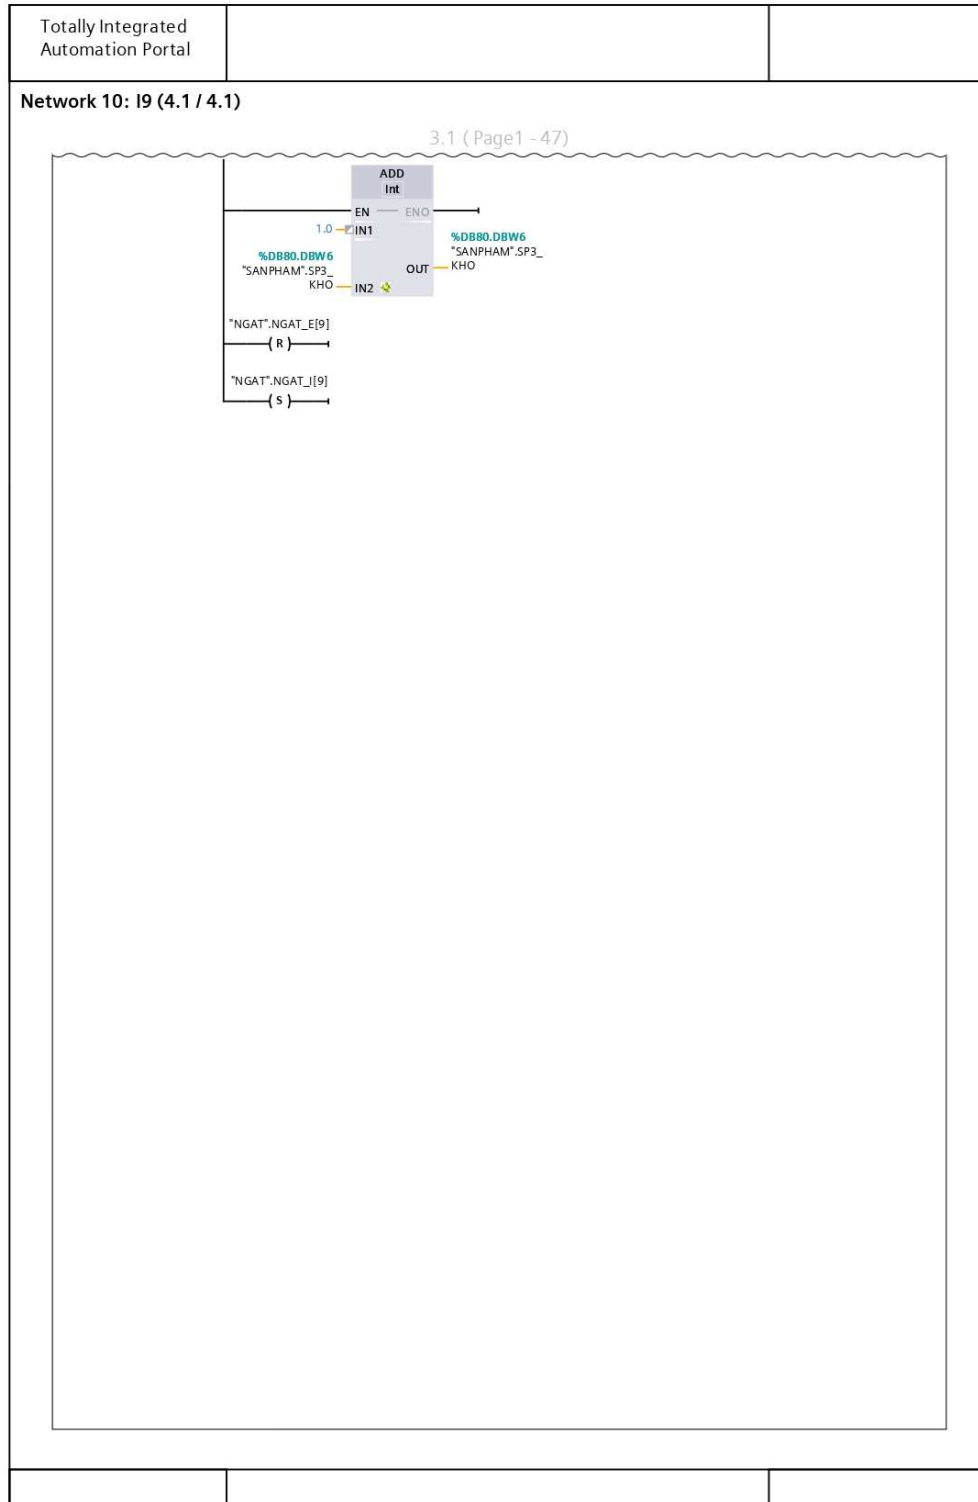 Totally Integrated
Automation Portal
Network 10: I9 (4.1 / 4.1)
3.1 ( Page1 - 47)
ADD
Int
EN
ENO
1.0
IN1
%DB80.DBW6
"SANPHAM".SP3_
KHO
OUT
%DB80.DBW6
"SANPHAM".SP3_
KHO
IN2
"NGAT".NGAT_E[9]
( R )
"NGAT".NGAT_I[9]
( S )